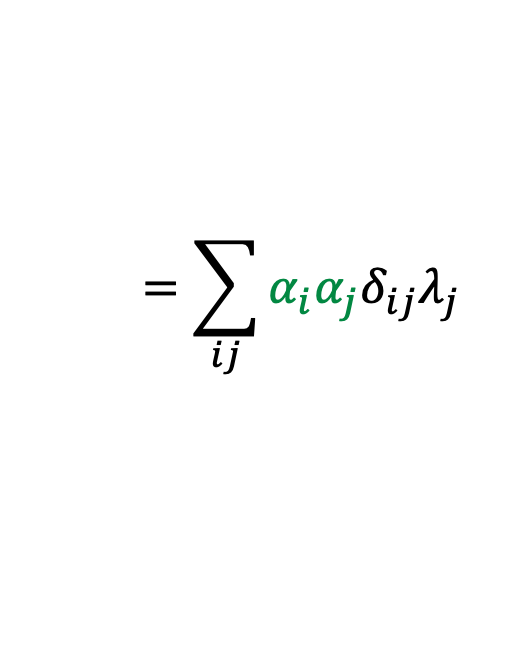 = ∑_{ij} α_i α_j δ_{ij} λ_j